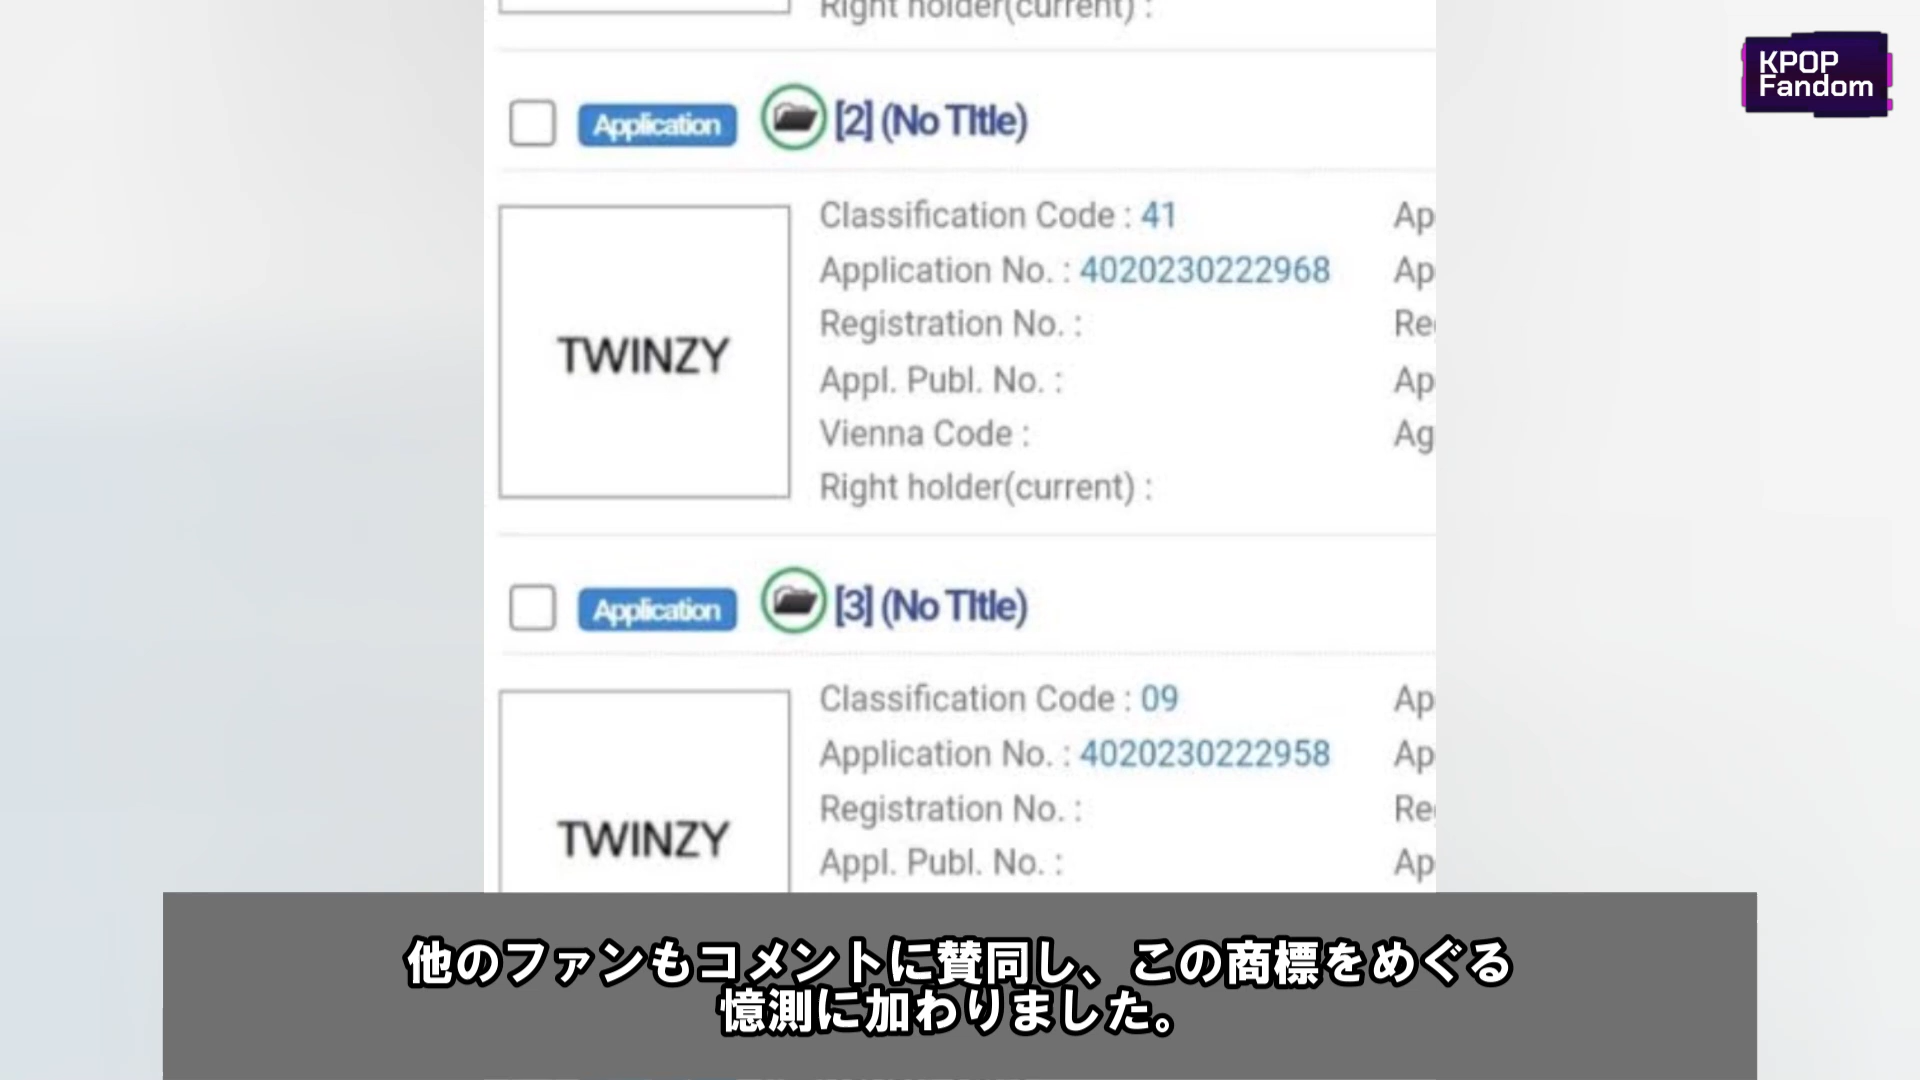 Right holder(current) :
KPOP
Fandom
Application [2] (No TItle)
TWINZY
Classification Code : 41
Ap
Application No. : 4020230222968
Ap
Registration No. :
Re
Appl. Publ. No. :
Ap
Vienna Code :
Ag
Right holder(current) :
Application [3] (No TItle)
TWINZY
Classification Code : 09
Ap
Application No. : 4020230222958
Ap
Registration No. :
Re
Appl. Publ. No. :
Ap
他のファンもコメントに賛同し、この商標をめぐる
憶測に加わりました。